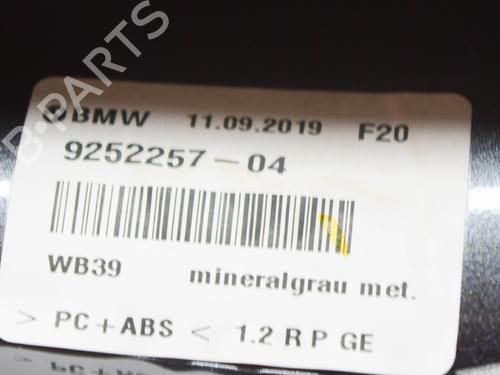 BMW 11.09.2019 F20
9252257-04
WB39 mineralgrau met.
> PC+ABS < 1.2 R P GE
B-PARTS